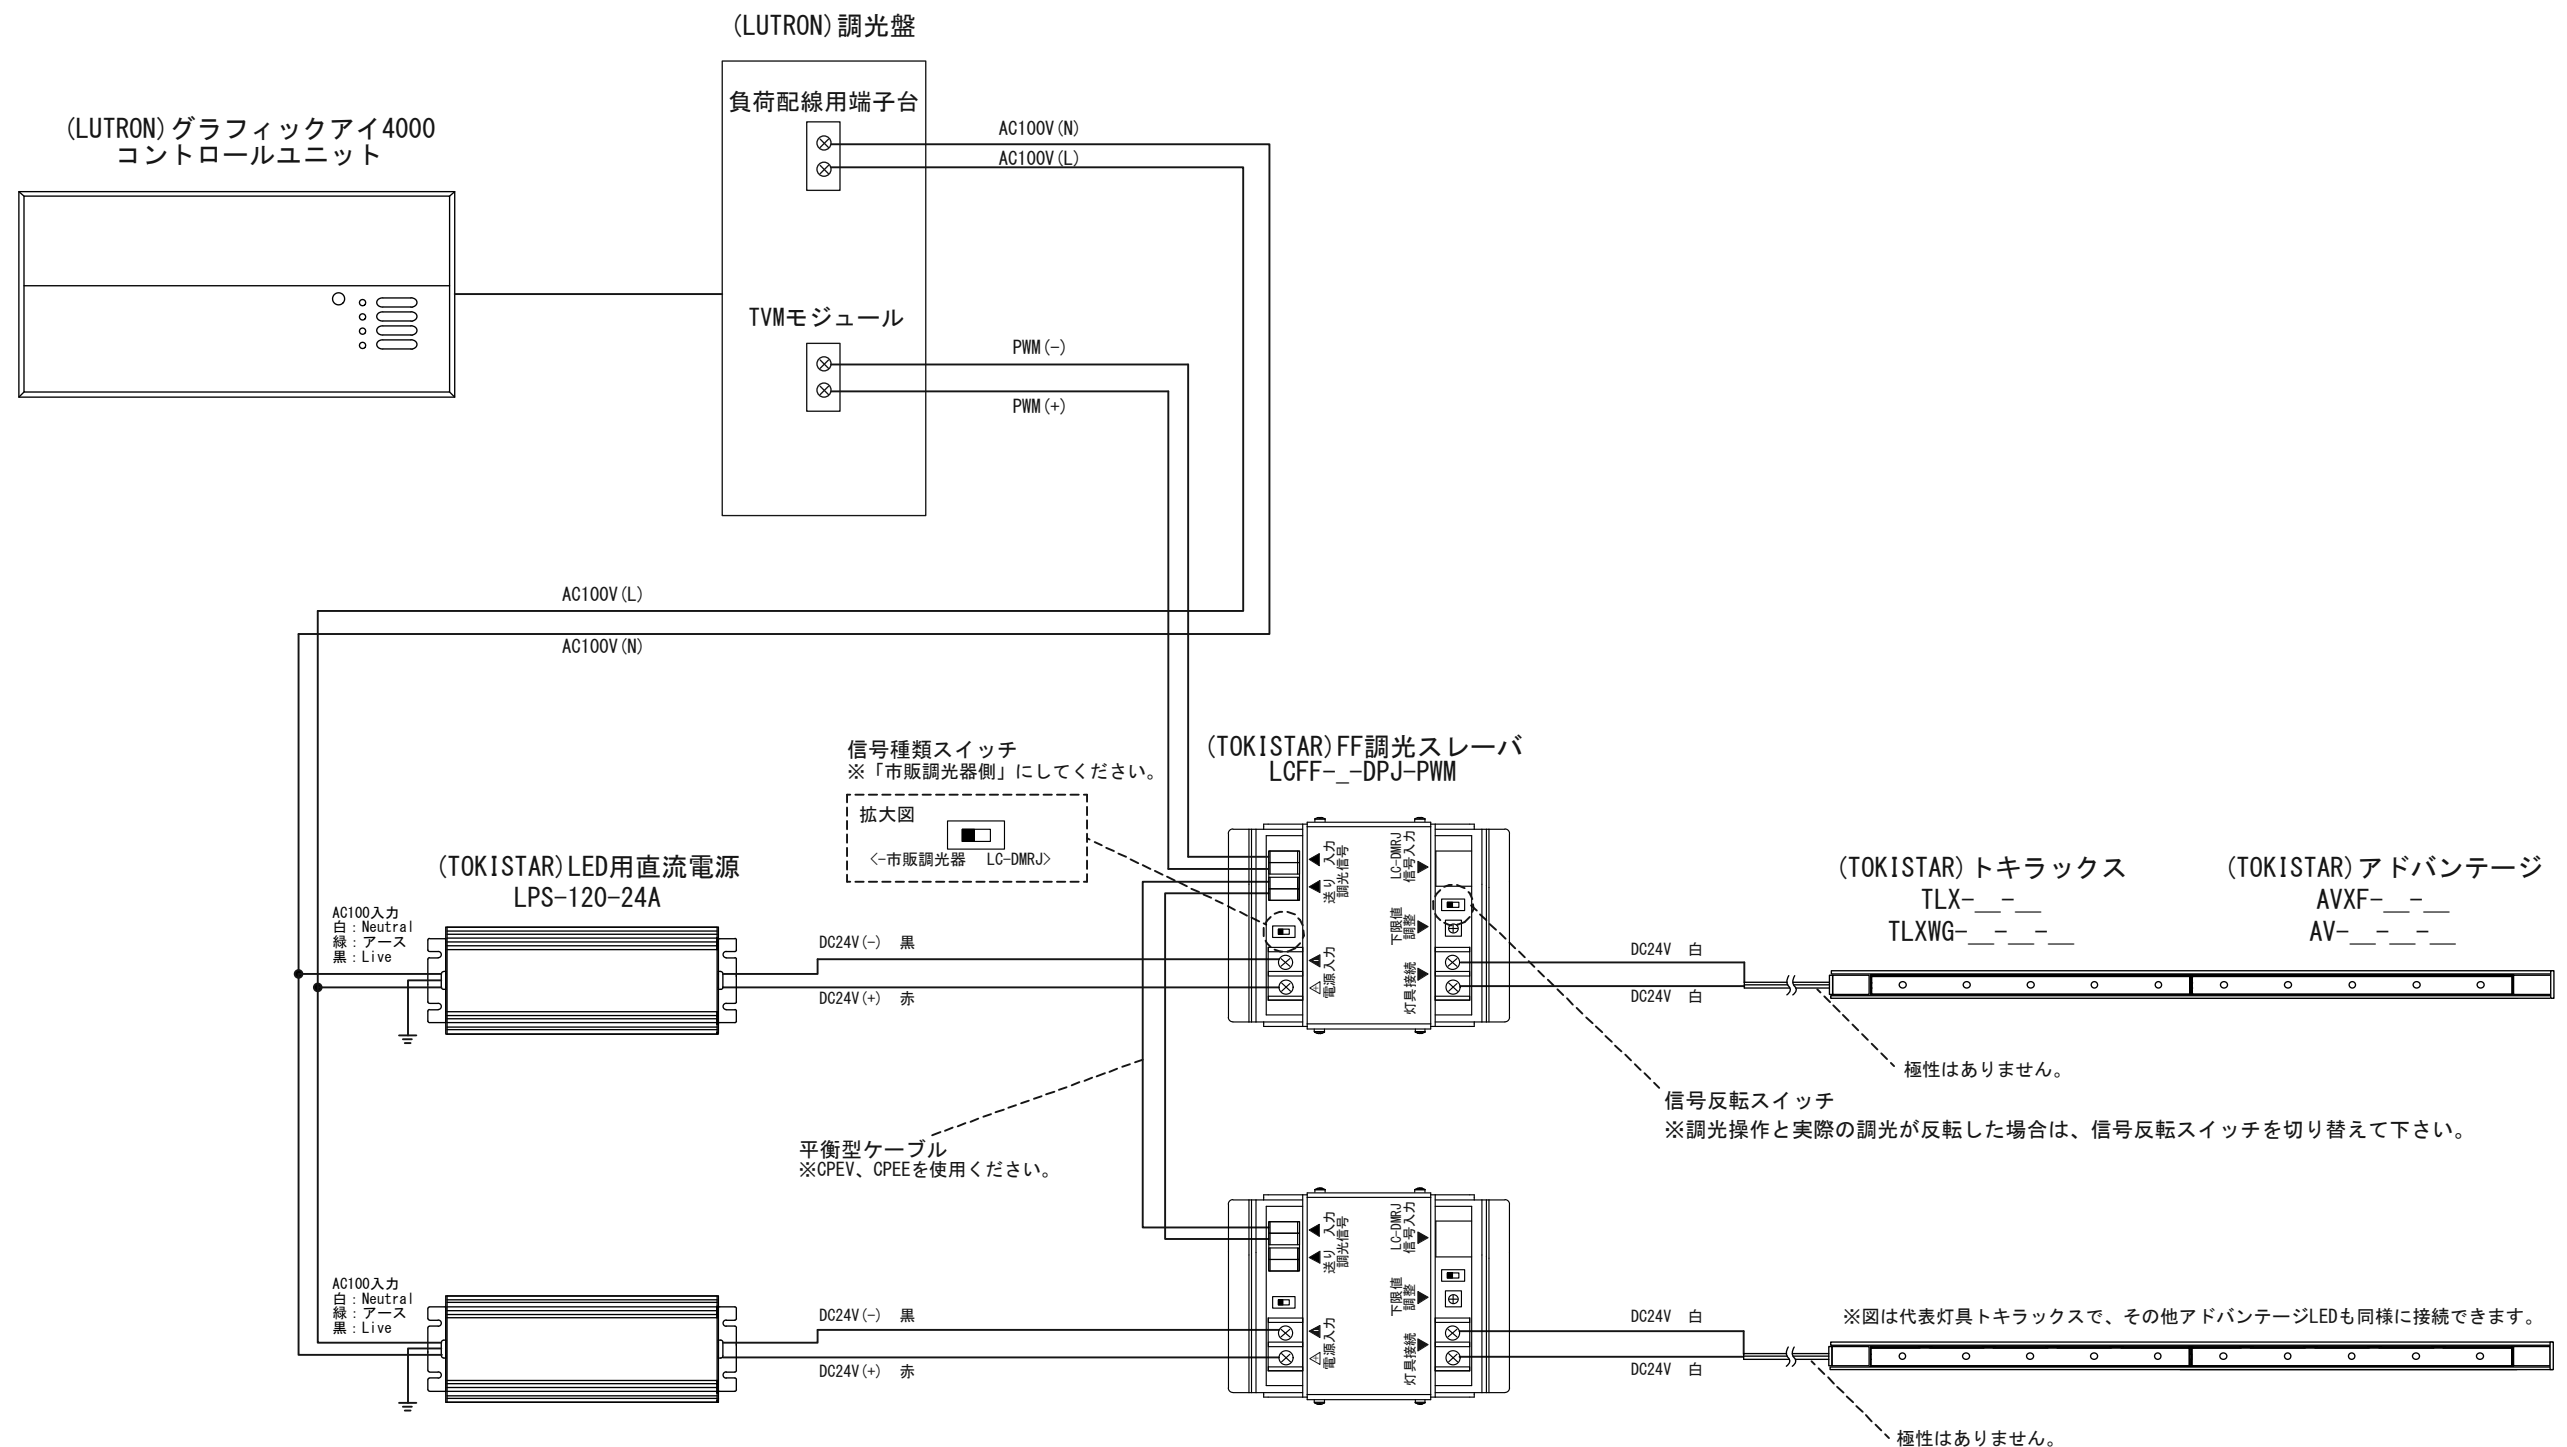 (LUTRON)調光盤
負荷配線用端子台
(LUTRON)グラフィックアイ4000
コントロールユニット
AC100V(N)
AC100V(L)
TVMモジュール
PWM(-)
PWM(+)
AC100V(L)
AC100V(N)
信号種類スイッチ
※「市販調光器側」にしてください。
拡大図
<-市販調光器 LC-DMRJ>
(TOKISTAR)FF調光スレーバ
LCFF-_-DPJ-PWM
(TOKISTAR)LED用直流電源
LPS-120-24A
(TOKISTAR)トキラックス
TLX-__-__
TLXWG-__-__-__
(TOKISTAR)アドバンテージ
AVXF-__-__
AV-__-__-__
AC100入力
白:Neutral
緑:アース
黒:Live
DC24V(-) 黒
DC24V(+) 赤
入力
送り
調光信号
電源入力
LC-DMRJ
信号入力
下限値
調整
灯具接続
DC24V 白
DC24V 白
極性はありません。
信号反転スイッチ
※調光操作と実際の調光が反転した場合は、信号反転スイッチを切り替えて下さい。
平衡型ケーブル
※CPEV、CPEEを使用ください。
AC100入力
白:Neutral
緑:アース
黒:Live
DC24V(-) 黒
DC24V(+) 赤
入力
送り
調光信号
電源入力
LC-DMRJ
信号入力
下限値
調整
灯具接続
DC24V 白
DC24V 白
※図は代表灯具トキラックスで、その他アドバンテージLEDも同様に接続できます。
極性はありません。